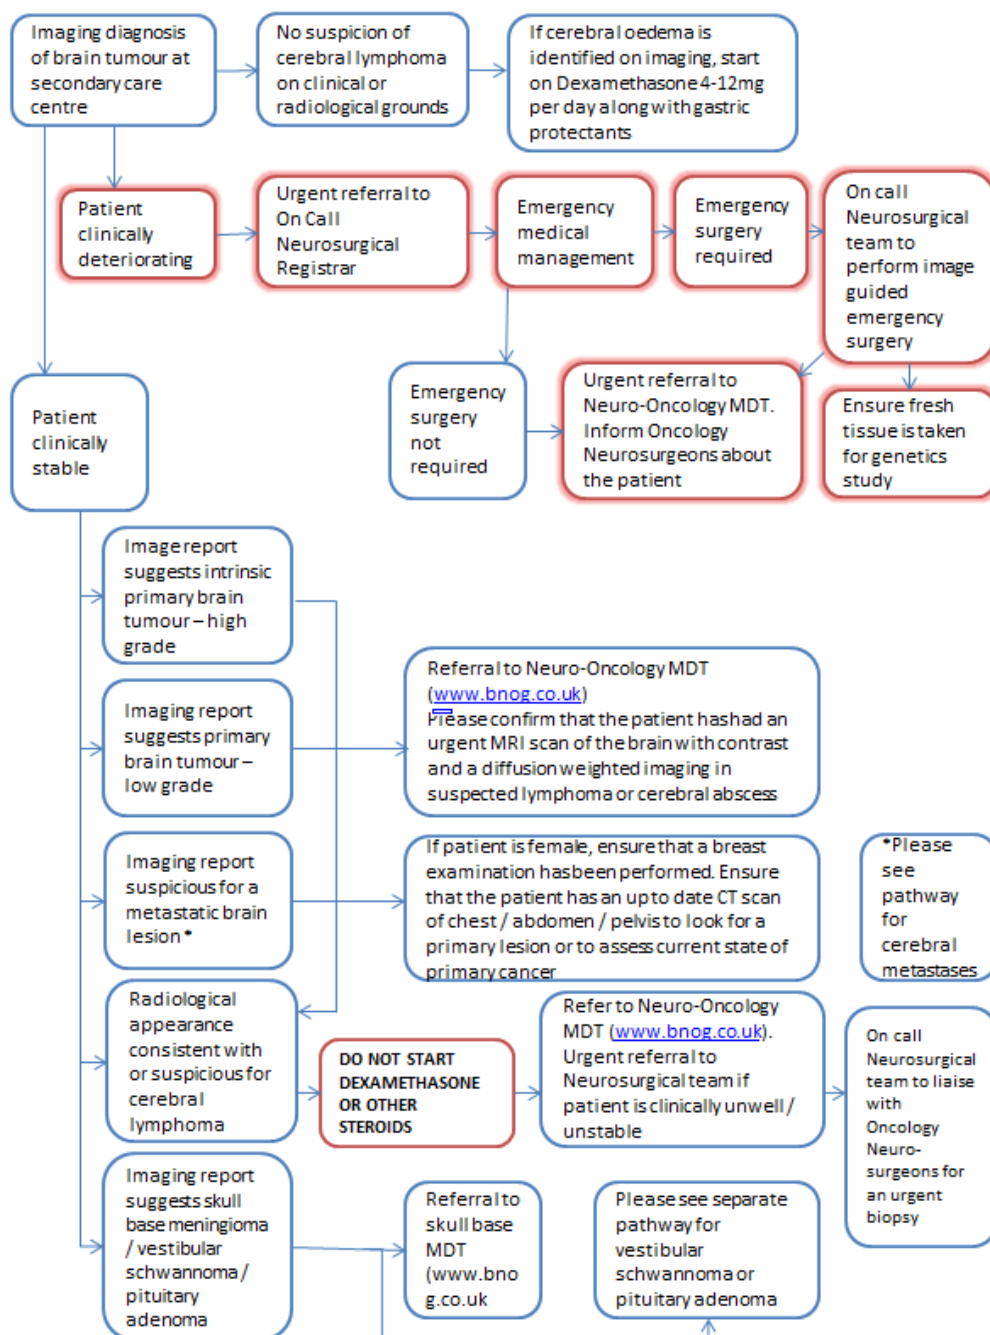 Imaging diagnosis
of brain tumour at
secondary care
centre
No suspicion of
cerebral lymphoma
on clinical or
radiological grounds
If cerebral oedema is
identified on imaging, start
on Dexamethasone 4-12mg
per day along with gastric
protectants
Patient
clinically
deteriorating
Urgent referral to
On Call
Neurosurgical
Registrar
Emergency
medical
management
Emergency
surgery
required
On call
Neurosurgical
team to
perform image
guided
emergency
surgery
Patient
clinically
stable
Emergency
surgery
not
required
Urgent referral to
Neuro-Oncology MDT.
Inform Oncology
Neurosurgeons about
the patient
Ensure fresh
tissue is taken
for genetics
study
Image report
suggests intrinsic
primary brain
tumour – high
grade
Imaging report
suggests primary
brain tumour –
low grade
Referral to Neuro-Oncology MDT
(www.bnog.co.uk)
Please confirm that the patient has had an
urgent MRI scan of the brain with contrast
and a diffusion weighted imaging in
suspected lymphoma or cerebral abscess
Imaging report
suspicious for a
metastatic brain
lesion *
If patient is female, ensure that a breast
examination has been performed. Ensure
that the patient has an up to date CT scan
of chest / abdomen / pelvis to look for a
primary lesion or to assess current state of
primary cancer
*Please
see
pathway
for
cerebral
metastases
Radiological
appearance
consistent with
or suspicious for
cerebral
lymphoma
DO NOT START
DEXAMETHASONE
OR OTHER
STEROIDS
Refer to Neuro-Oncology
MDT (www.bnog.co.uk).
Urgent referral to
Neurosurgical team if
patient is clinically unwell /
unstable
On call
Neurosurgical
team to liaise
with
Oncology
Neuro-
surgeons for
an urgent
biopsy
Imaging report
suggests skull
base meningioma
/ vestibular
schwannoma /
pituitary
adenoma
Referral to
skull base
MDT
(www.bno
g.co.uk
Please see separate
pathway for
vestibular
schwannoma or
pituitary adenoma